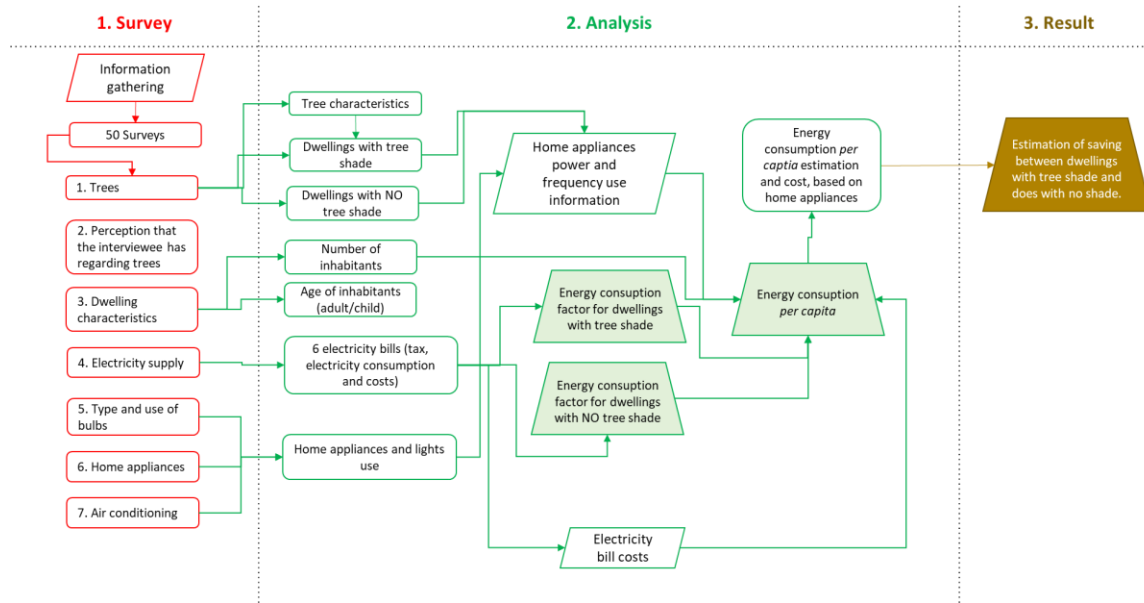 1. Survey
2. Analysis
3. Result
Information
gathering
50 Surveys
1. Trees
2. Perception that
the interviewee has
regarding trees
3. Dwelling
characteristics
4. Electricity supply
5. Type and use of
bulbs
6. Home appliances
7. Air conditioning
Tree characteristics
Dwellings with tree
shade
Dwellings with NO
tree shade
Number of
inhabitants
Age of inhabitants
(adult/child)
6 electricity bills (tax,
electricity consumption
and costs)
Home appliances and lights
use
Home appliances
power and
frequency use
information
Energy consuption
factor for dwellings
with tree shade
Energy consuption
factor for dwellings
with NO tree shade
Electricity
bill costs
Energy
consumption per
captia estimation
and cost, based on
home appliances
Energy consuption
per capita
Estimation of saving
between dwellings
with tree shade and
does with no shade.